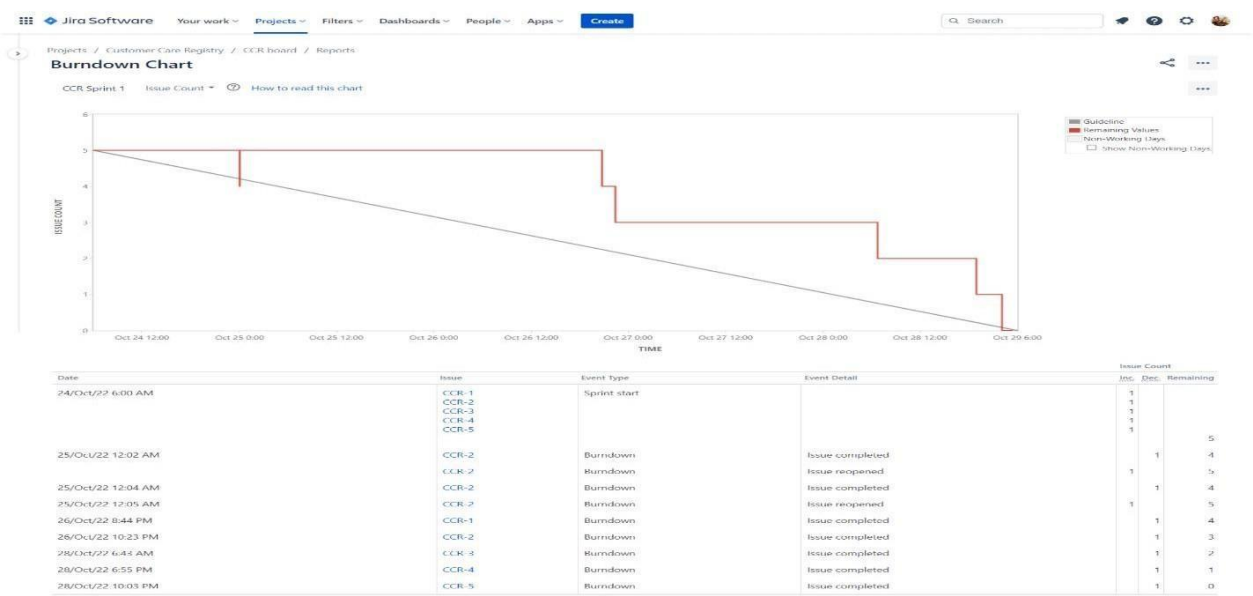 Jira Software Your work Projects Filters Dashboards People Apps Create Search
Projects / Customer Care Registry / CCR board / Reports
Burndown Chart
CCR Sprint 1 Issue Count How to read this chart
Guideline
Remaining Values
Non-Working Days
Show Non-Working Days
6
5
4
3
2
1
0
ISSUE COUNT
Oct 24 12:00 Oct 25 0:00 Oct 25 12:00 Oct 26 0:00 Oct 26 12:00 Oct 27 0:00 Oct 27 12:00 Oct 28 0:00 Oct 28 12:00 Oct 29 6:00
TIME
Issue Count
Date Issue Event Type Event Detail Inc. Dec. Remaining
24/Oct/22 6:00 AM CCR-1 Sprint start 1
CCR-2 1
CCR-3 1
CCR-4 1
CCR-5 1
5
25/Oct/22 12:02 AM CCR-2 Burndown Issue completed 1 4
CCR-2 Burndown Issue reopened 1 5
25/Oct/22 12:04 AM CCR-2 Burndown Issue completed 1 4
25/Oct/22 12:05 AM CCR-2 Burndown Issue reopened 1 5
26/Oct/22 8:44 PM CCR-1 Burndown Issue completed 1 4
26/Oct/22 10:23 PM CCR-2 Burndown Issue completed 1 3
28/Oct/22 6:43 AM CCR-3 Burndown Issue completed 1 2
28/Oct/22 6:55 PM CCR-4 Burndown Issue completed 1 1
28/Oct/22 10:03 PM CCR-5 Burndown Issue completed 1 0